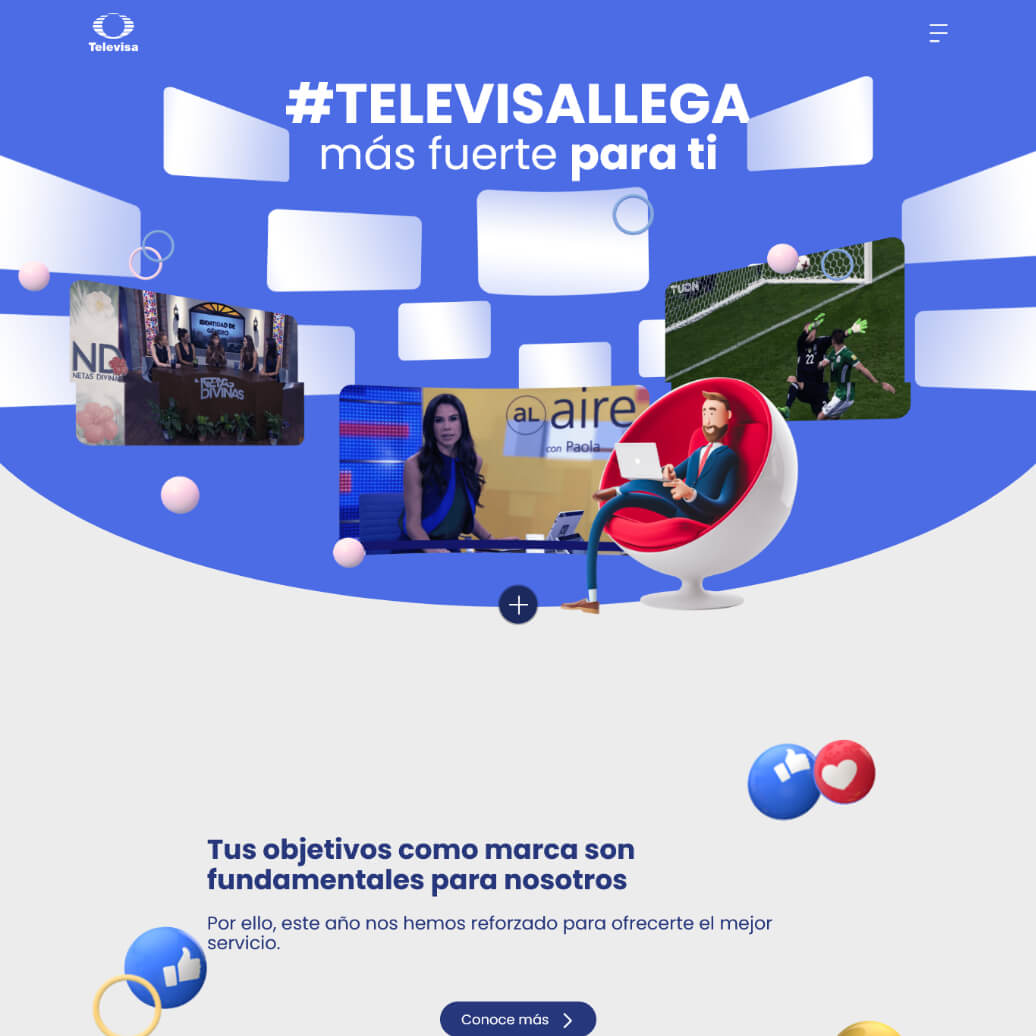 Televisa
#TELEVISALLEGA
más fuerte para ti
TUDN
22
IDENTIDAD DE
GÉNERO
ND
NETAS DIVINAS
NETAS
DIVINAS
AL aire
con Paola
Tus objetivos como marca son
fundamentales para nosotros
Por ello, este año nos hemos reforzado para ofrecerte el mejor
servicio.
Conoce más